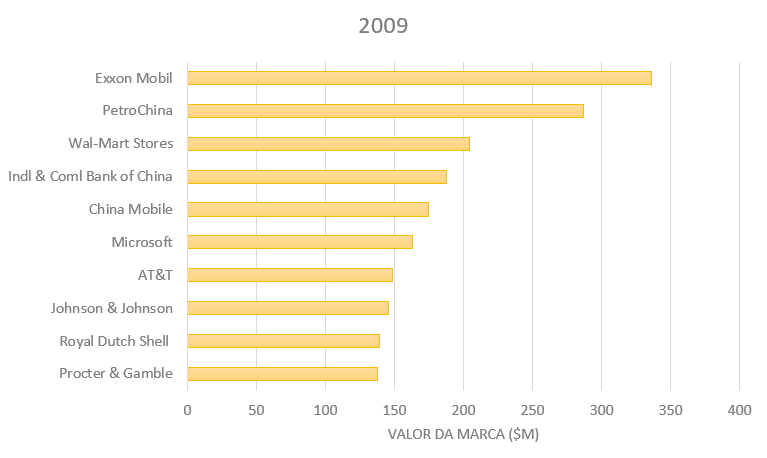 2009
Exxon Mobil
PetroChina
Wal-Mart Stores
Indl & Coml Bank of China
China Mobile
Microsoft
AT&T
Johnson & Johnson
Royal Dutch Shell
Procter & Gamble
0 50 100 150 200 250 300 350 400
VALOR DA MARCA ($M)